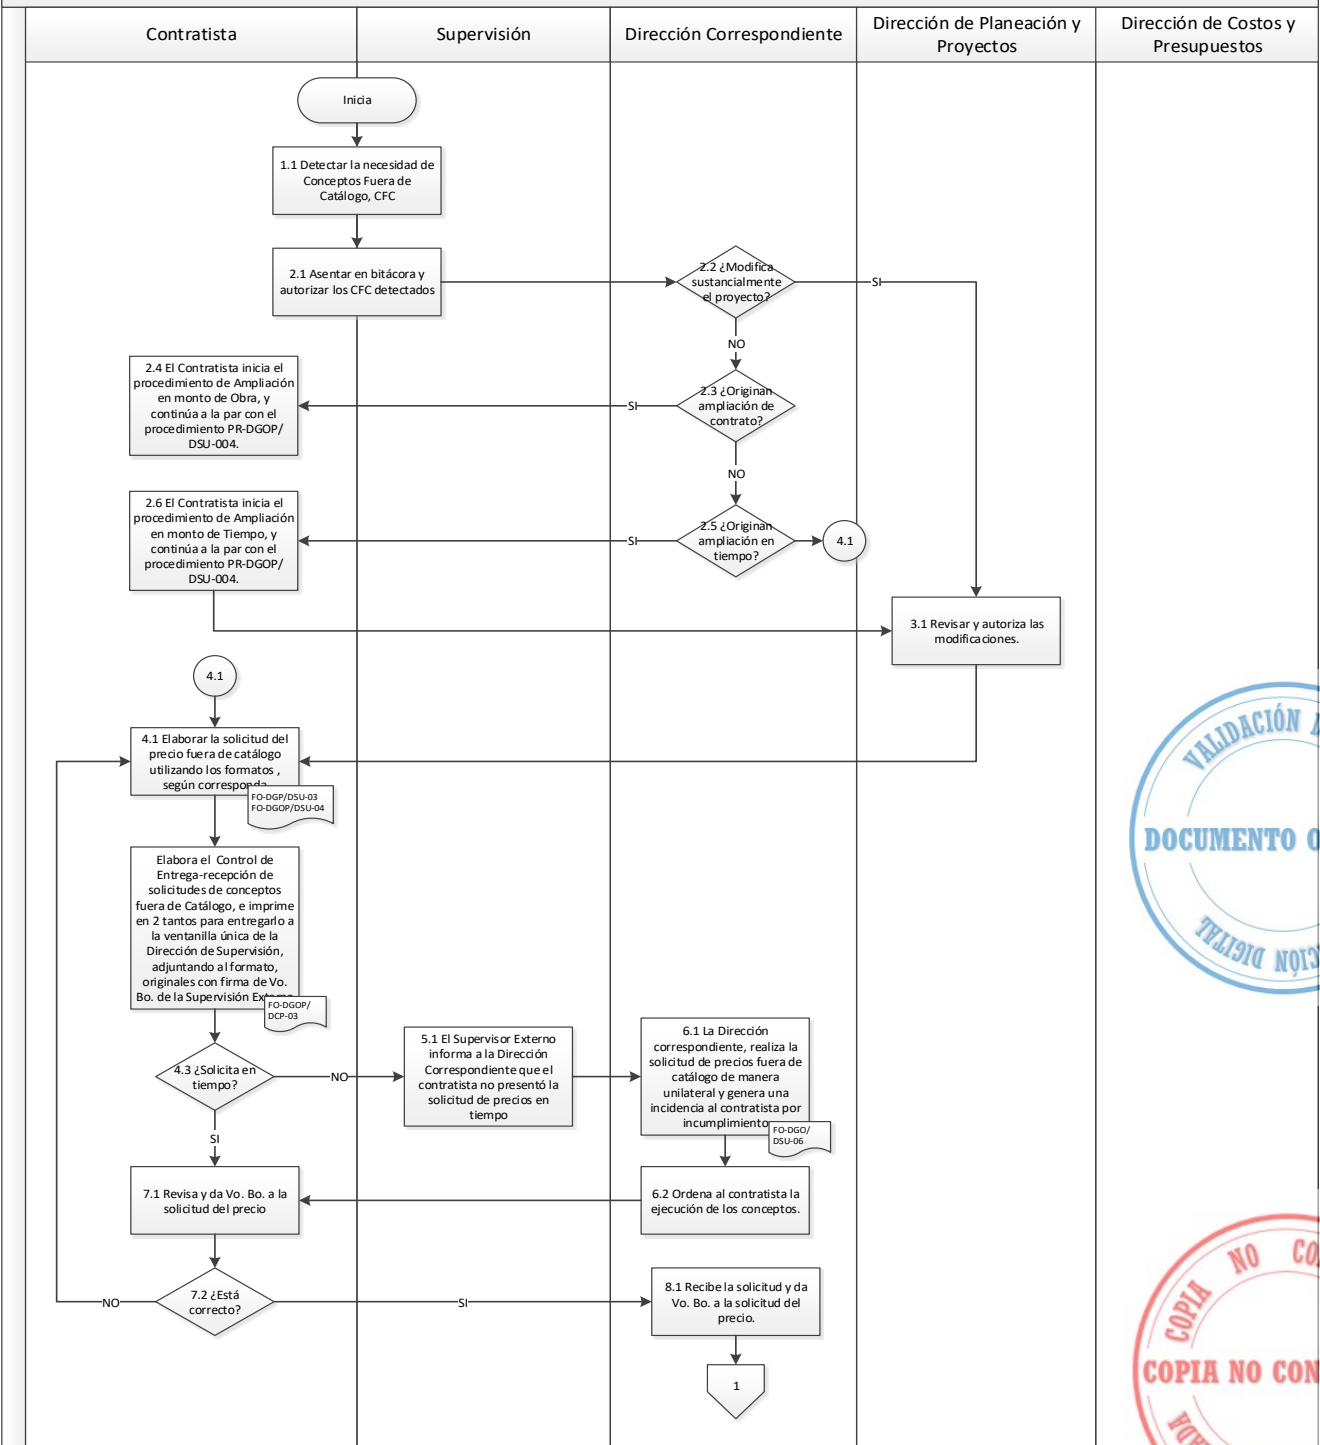 Contratista
Supervisión
Dirección Correspondiente
Dirección de Planeación y
Proyectos
Dirección de Costos y
Presupuestos
Inicia
1.1 Detectar la necesidad de
Conceptos Fuera de
Catálogo, CFC
2.1 Asentar en bitácora y
autorizar los CFC detectados
2.2 ¿Modifica
sustancialmente
el proyecto?
SI
NO
2.3 ¿Originan
ampliación de
contrato?
SI
2.4 El Contratista inicia el
procedimiento de Ampliación
en monto de Obra, y
continúa a la par con el
procedimiento PR-DGOP/
DSU-004.
NO
2.5 ¿Originan
ampliación en
tiempo?
4.1
SI
2.6 El Contratista inicia el
procedimiento de Ampliación
en monto de Tiempo, y
continúa a la par con el
procedimiento PR-DGOP/
DSU-004.
3.1 Revisar y autoriza las
modificaciones.
4.1
4.1 Elaborar la solicitud del
precio fuera de catálogo
utilizando los formatos ,
según corresponda
FO-DGP/DSU-03
FO-DGOP/DSU-04
Elabora el Control de
Entrega-recepción de
solicitudes de conceptos
fuera de Catálogo, e imprime
en 2 tantos para entregarlo a
la ventanilla única de la
Dirección de Supervisión,
adjuntando al formato,
originales con firma de Vo.
Bo. de la Supervisión Externa
FO-DGOP/
DCP-03
4.3 ¿Solicita en
tiempo?
NO
5.1 El Supervisor Externo
informa a la Dirección
Correspondiente que el
contratista no presentó la
solicitud de precios en
tiempo
6.1 La Dirección
correspondiente, realiza la
solicitud de precios fuera de
catálogo de manera
unilateral y genera una
incidencia al contratista por
incumplimiento
FO-DGO/
DSU-06
SI
7.1 Revisa y da Vo. Bo. a la
solicitud del precio
6.2 Ordena al contratista la
ejecución de los conceptos.
7.2 ¿Está
correcto?
NO
SI
8.1 Recibe la solicitud y da
Vo. Bo. a la solicitud del
precio.
1
VALIDACIÓN
DOCUMENTO O
CIÓN DIGITAL
COPIA NO CO
COPIA NO CON